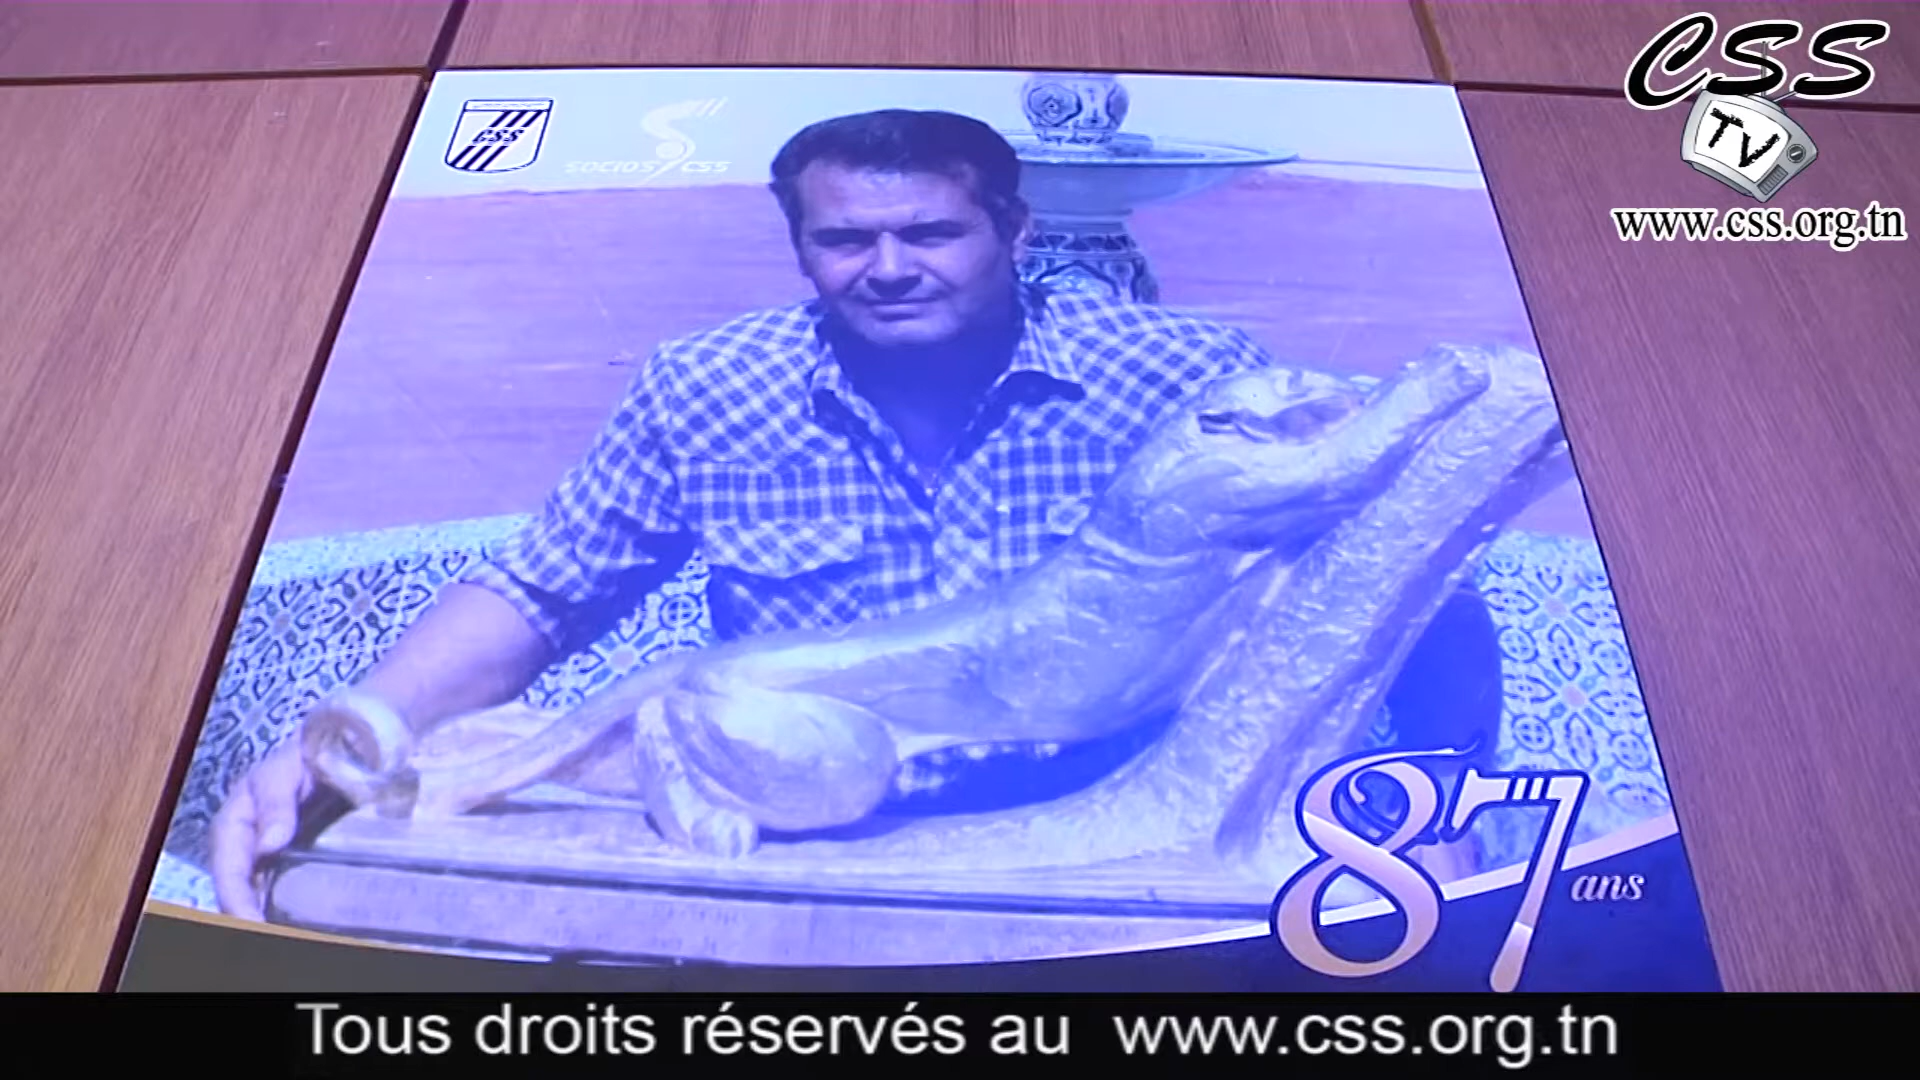 CSS
TV
www.css.org.tn
CSS
SOCIOS CSS
87 ans
Tous droits réservés au www.css.org.tn